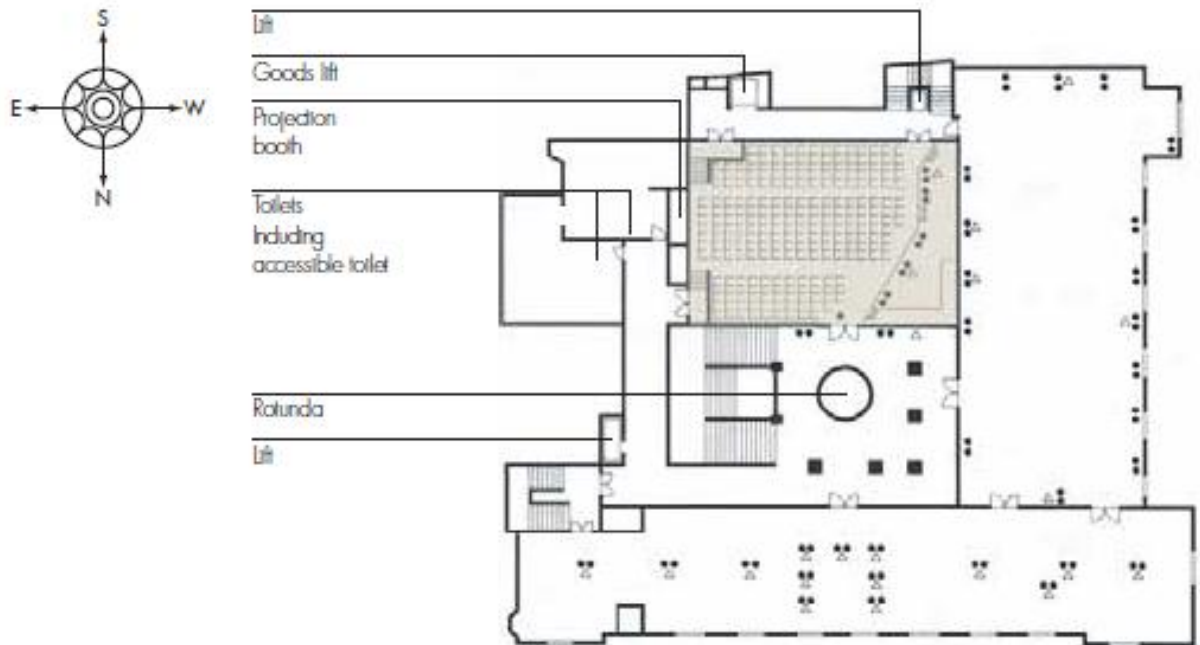 S
E W
N
Lift
Goods lift
Projection
booth
Toilets
Including
accessible toilet
Rotunda
Lift